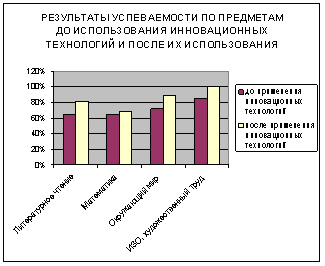 РЕЗУЛЬТАТЫ УСПЕВАЕМОСТИ ПО ПРЕДМЕТАМ
ДО ИСПОЛЬЗОВАНИЯ ИННОВАЦИОННЫХ
ТЕХНОЛОГИЙ И ПОСЛЕ ИХ ИСПОЛЬЗОВАНИЯ
120%
100%
80%
60%
40%
20%
0%
Литературное чтение
Математика
Окружающий мир
ИЗО, художественный труд
до применения
инновационных
технологий
после применения
инновационных
технологий